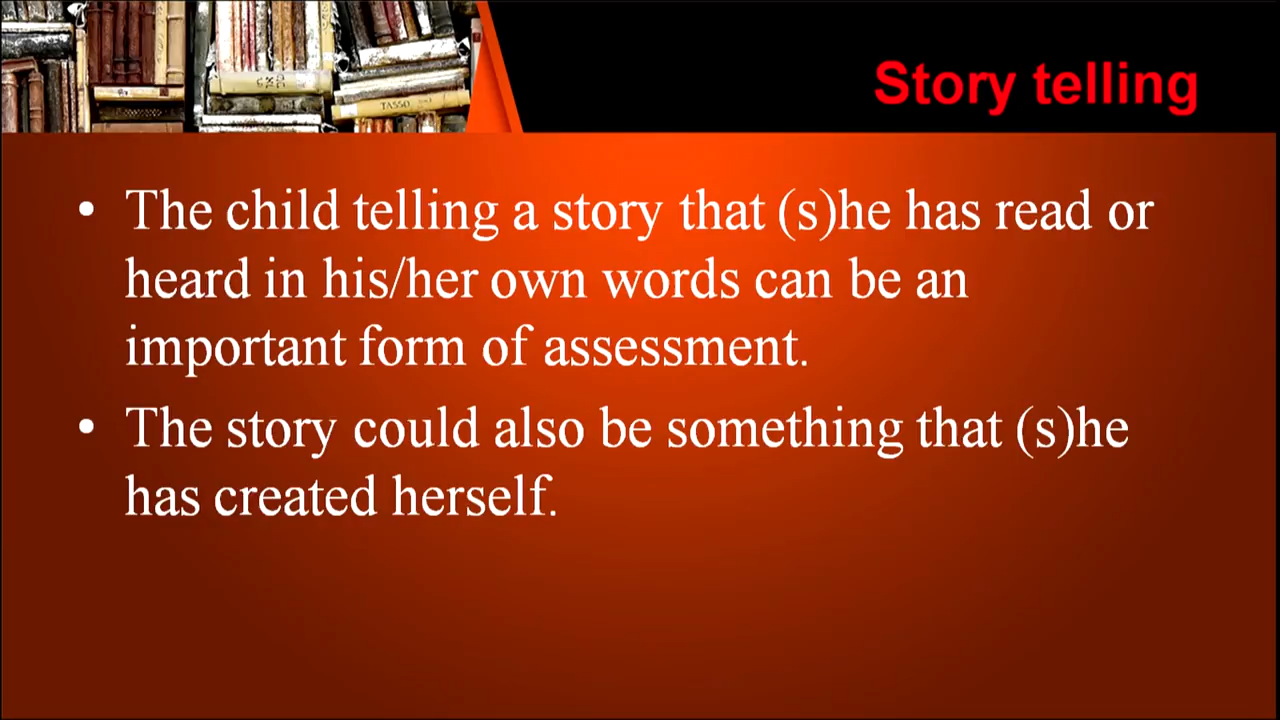 TASSO
Story telling
• The child telling a story that (s)he has read or
heard in his/her own words can be an
important form of assessment.
• The story could also be something that (s)he
has created herself.